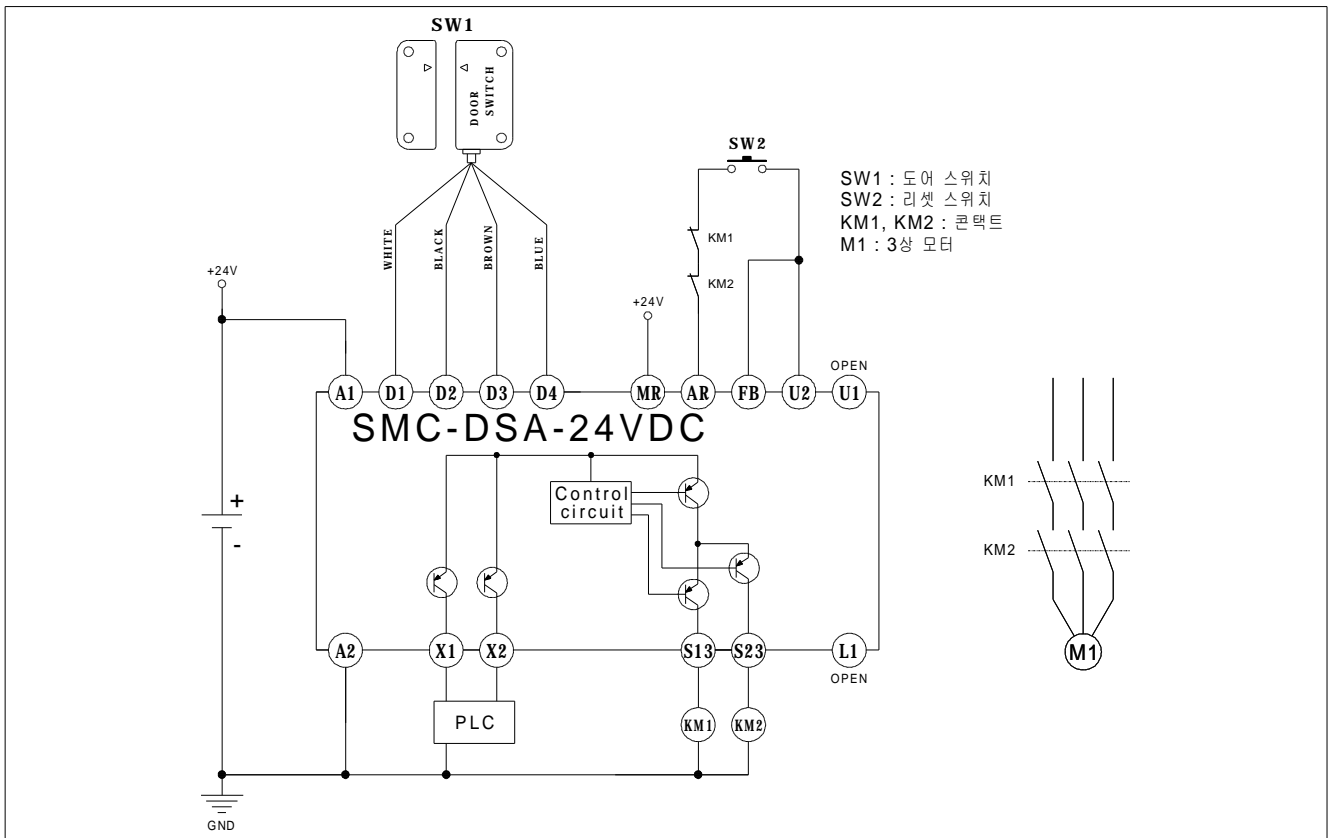 SW1
DOOR
SWITCH
SW2
SW1 : 도어 스위치
SW2 : 리셋 스위치
KM1, KM2 : 콘택트
M1 : 3상 모터
WHITE
BLACK
BROWN
BLUE
KM1
KM2
+24V
+24V
OPEN
A1
D1
D2
D3
D4
MR
AR
FB
U2
U1
SMC-DSA-24VDC
Control
circuit
+
-
KM1
KM2
M1
A2
X1
X2
S13
S23
L1
OPEN
PLC
KM1
KM2
GND